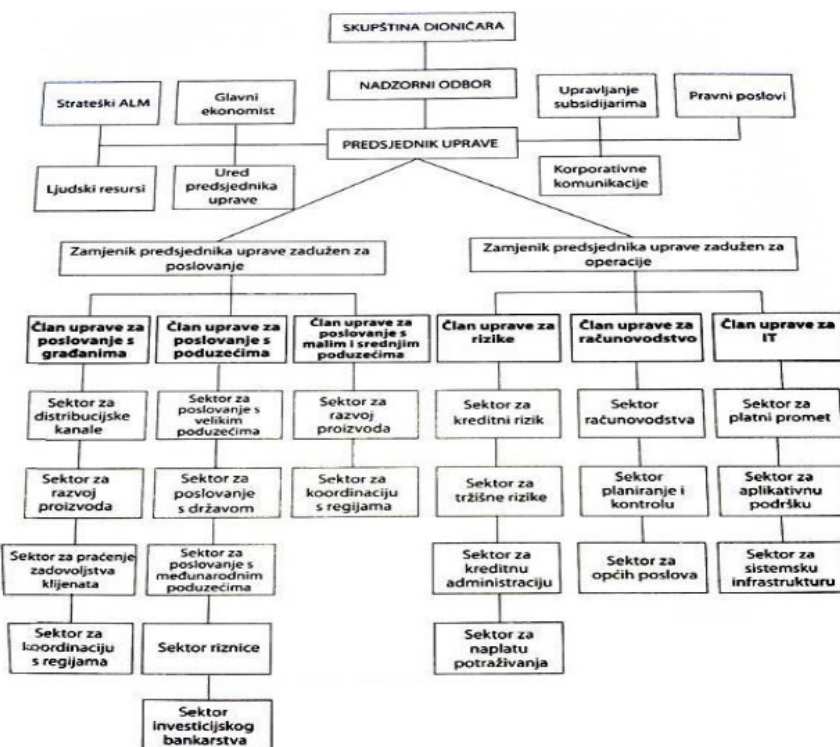 SKUPŠTINA DIONIČARA
NADZORNI ODBOR
Strateški ALM
Glavni
ekonomist
Upravljanje
subsidijarima
Pravni poslovi
PREDSJEDNIK UPRAVE
Ljudski resursi
Ured
predsjednika
uprave
Korporativne
komunikacije
Zamjenik predsjednika uprave zadužen za
poslovanje
Zamjenik predsjednika uprave zadužen za
operacije
Član uprave za
poslovanje s
građanima
Član uprave za
poslovanje s
poduzećima
Član uprave za
poslovanje s
malim i srednjim
poduzećima
Član uprave za
rizike
Član uprave za
računovodstvo
Član uprave za
IT
Sektor za
distribucijske
kanale
Sektor za
poslovanje s
velikim
poduzećima
Sektor za
razvoj
proizvoda
Sektor za
kreditni rizik
Sektor
računovodstva
Sektor za
platni promet
Sektor za
razvoj
proizvoda
Sektor za
poslovanje
s državom
Sektor za
koordinaciju
s regijama
Sektor za
tržišne rizike
Sektor
planiranje i
kontrolu
Sektor za
aplikativnu
podršku
Sektor za praćenje
zadovoljstva
klijenata
Sektor za
poslovanje s
međunarodnim
poduzećima
Sektor za
kreditnu
administraciju
Sektor za
općih poslova
Sektor za
sistemsku
infrastrukturu
Sektor za
koordinaciju
s regijama
Sektor riznice
Sektor za
naplatu
potraživanja
Sektor
investicijskog
bankarstva